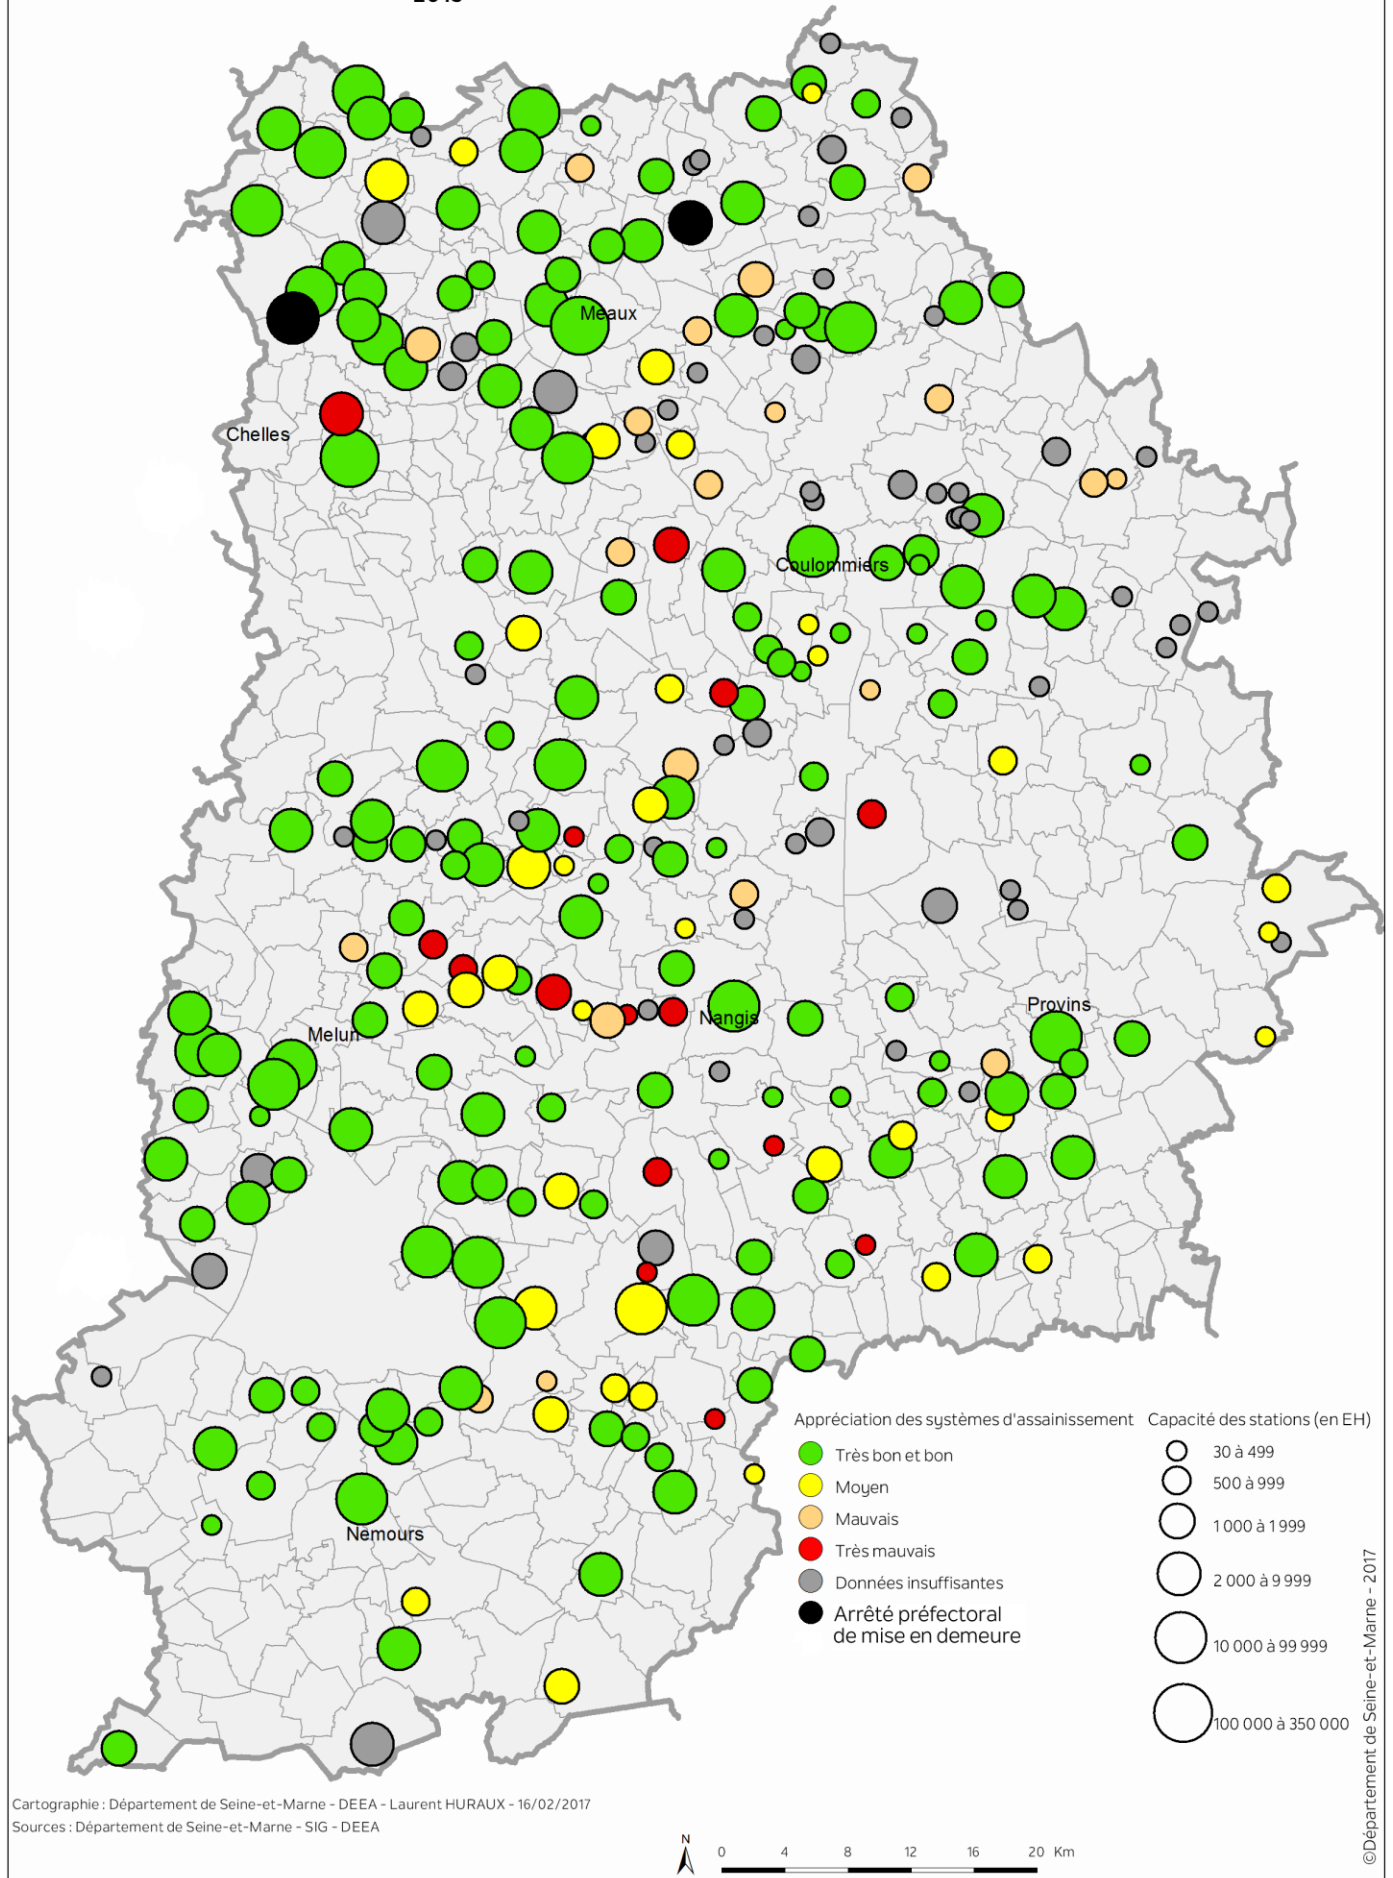 Meaux
Chelles
Coulommiers
Provins
Nangis
Melun
Nemours
Appréciation des systèmes d'assainissement
Très bon et bon
Moyen
Mauvais
Très mauvais
Données insuffisantes
Arrêté préfectoral
de mise en demeure
Capacité des stations (en EH)
30 à 499
500 à 999
1 000 à 1 999
2 000 à 9 999
10 000 à 99 999
100 000 à 350 000
©Département de Seine-et-Marne - 2017
Cartographie : Département de Seine-et-Marne - DEEA - Laurent HURAUX - 16/02/2017
Sources : Département de Seine-et-Marne - SIG - DEEA
N
0 4 8 12 16 20 Km